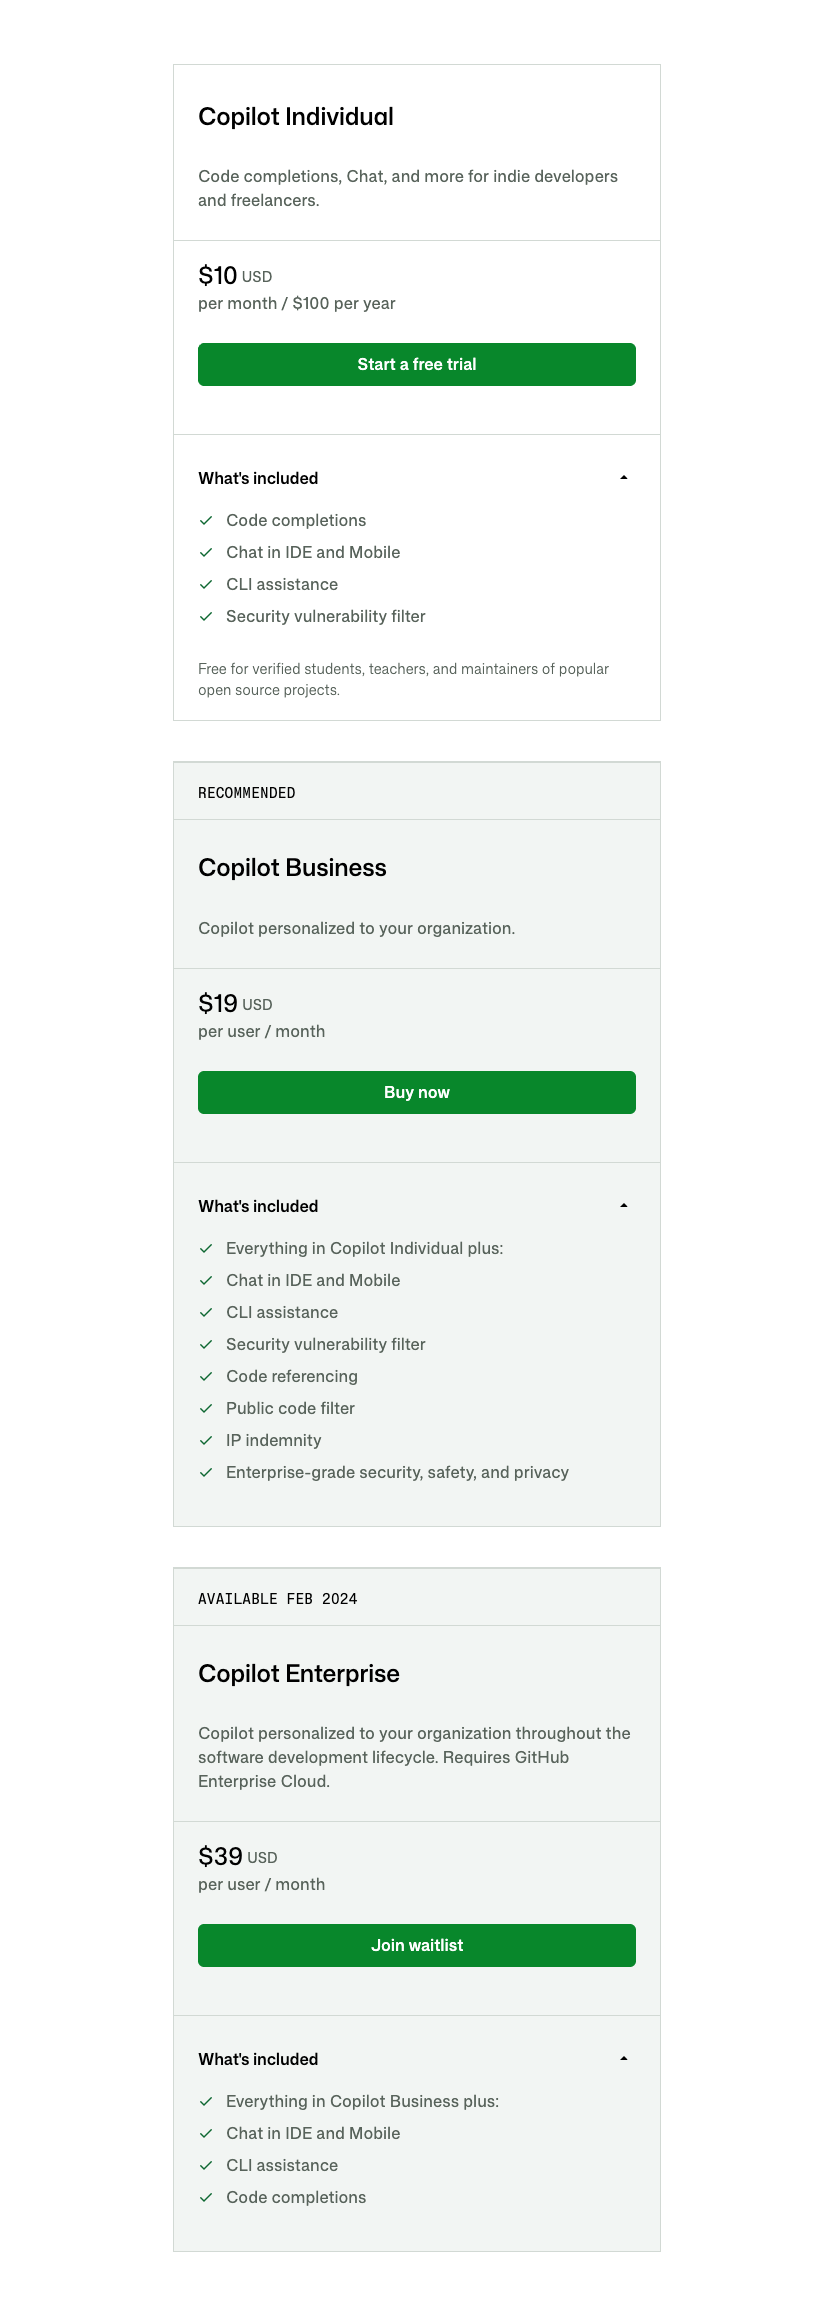 Copilot Individual
Code completions, Chat, and more for indie developers
and freelancers.
$10 USD
per month / $100 per year
Start a free trial
What's included
Code completions
Chat in IDE and Mobile
CLI assistance
Security vulnerability filter
Free for verified students, teachers, and maintainers of popular
open source projects.
RECOMMENDED
Copilot Business
Copilot personalized to your organization.
$19 USD
per user / month
Buy now
What's included
Everything in Copilot Individual plus:
Chat in IDE and Mobile
CLI assistance
Security vulnerability filter
Code referencing
Public code filter
IP indemnity
Enterprise-grade security, safety, and privacy
AVAILABLE FEB 2024
Copilot Enterprise
Copilot personalized to your organization throughout the
software development lifecycle. Requires GitHub
Enterprise Cloud.
$39 USD
per user / month
Join waitlist
What's included
Everything in Copilot Business plus:
Chat in IDE and Mobile
CLI assistance
Code completions